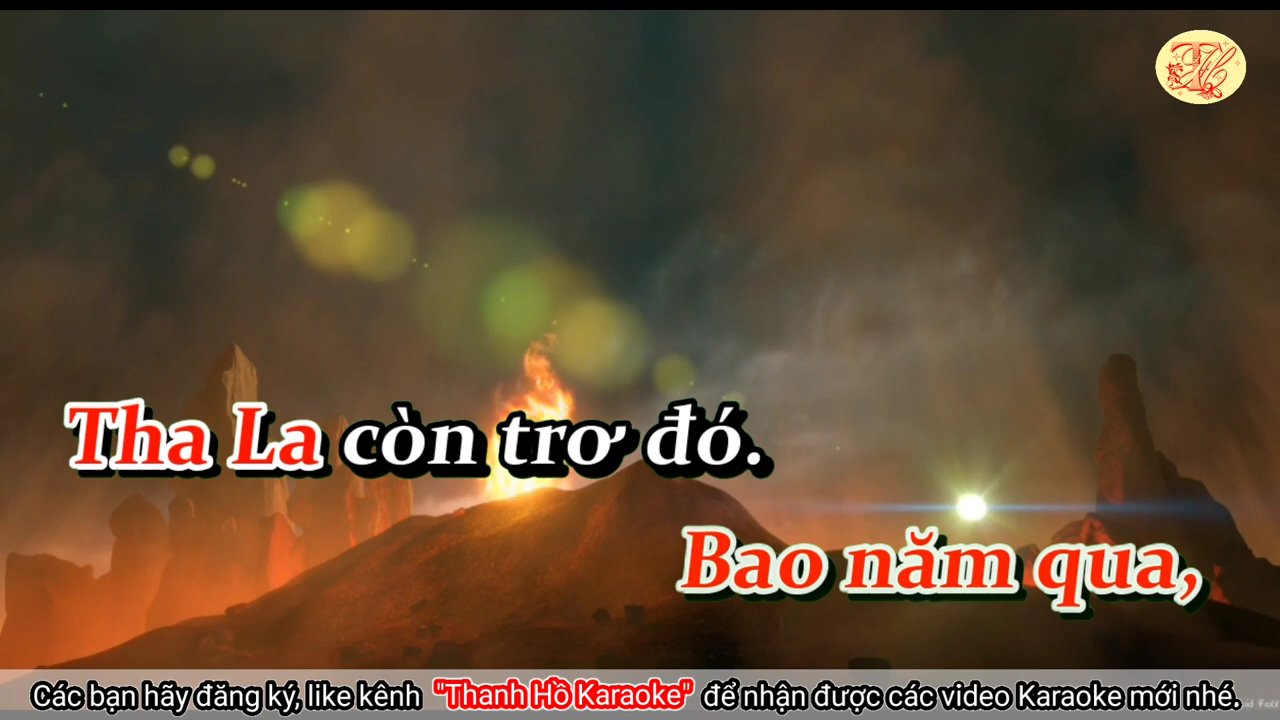 Tha La còn trơ đó.
Bao năm qua,
Các bạn hãy đăng ký, like kênh "Thanh Hồ Karaoke" để nhận được các video Karaoke mới nhé.